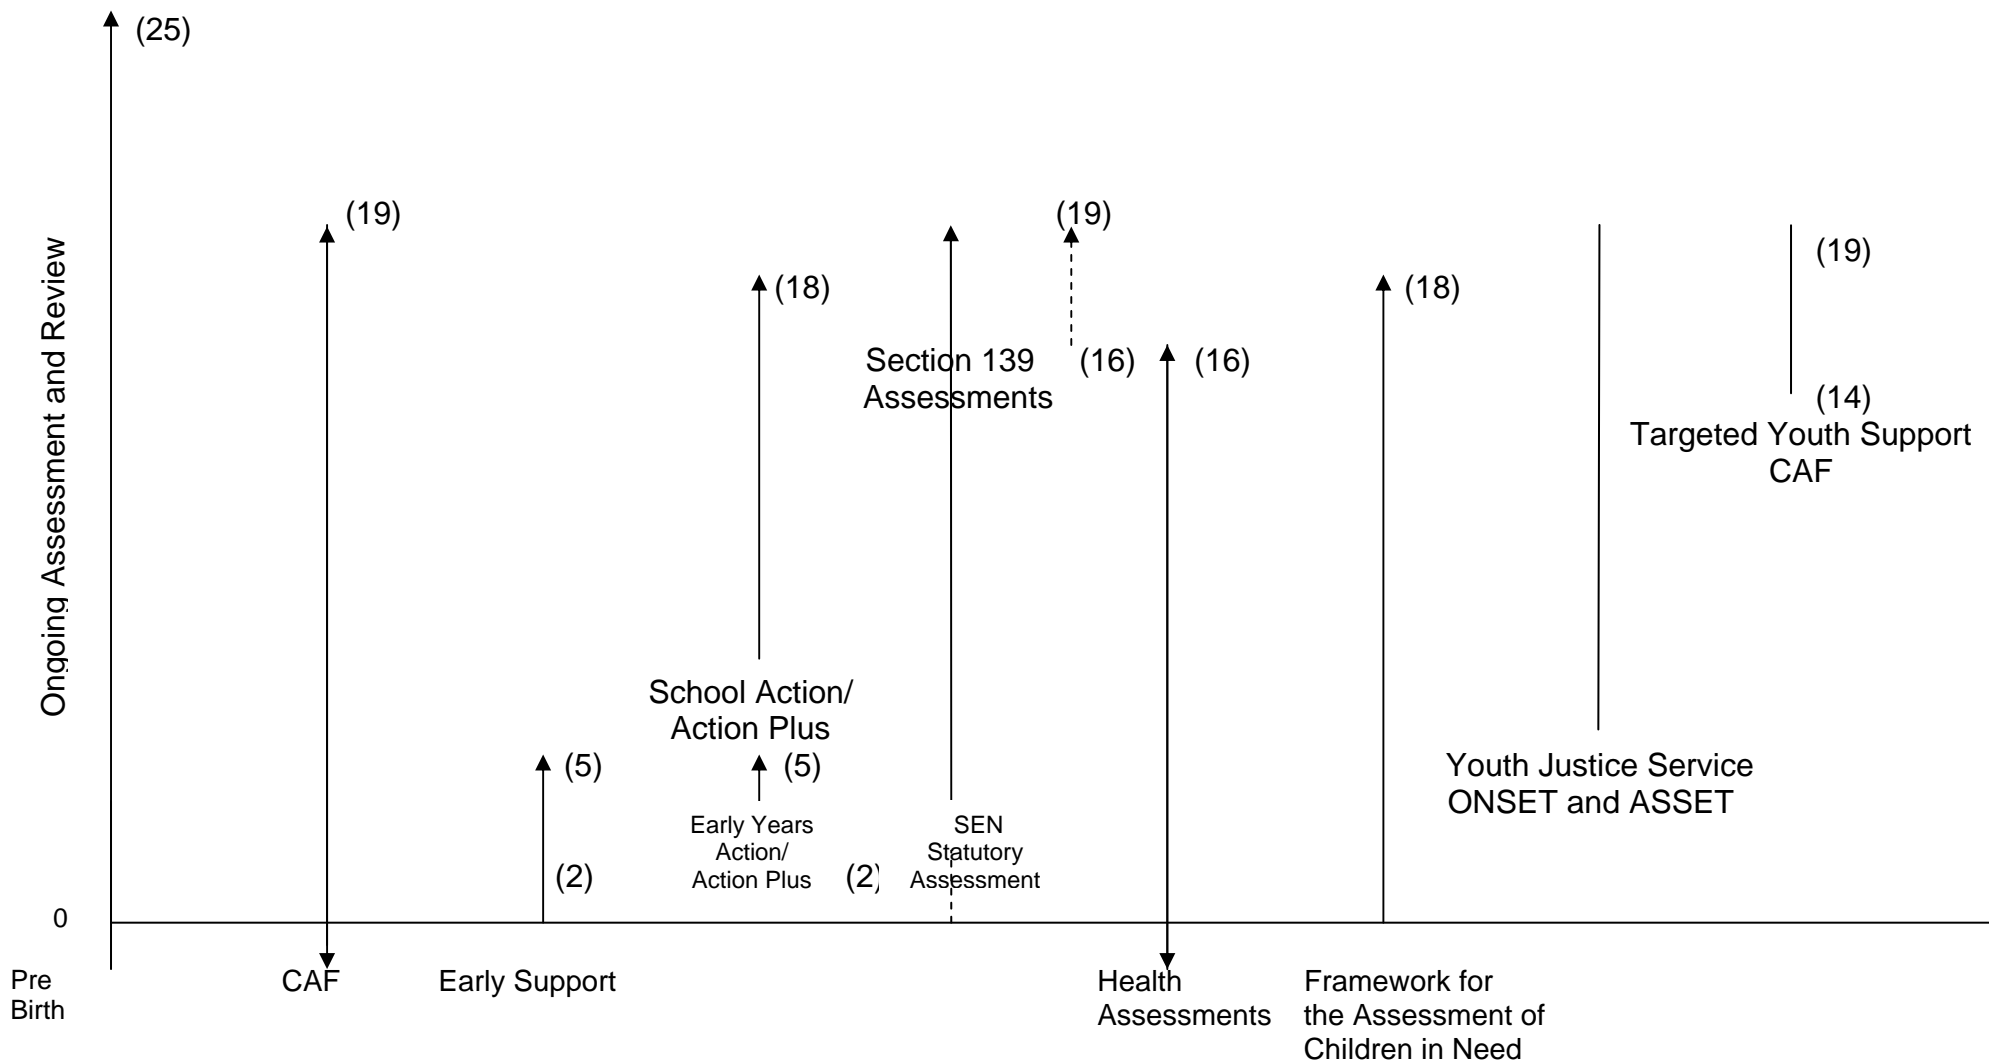 (25)
Ongoing Assessment and Review
(19)
(19)
(19)
(18)
(18)
Section 139
Assessments
(16)
(16)
(14)
Targeted Youth Support
CAF
School Action/
Action Plus
(5)
(5)
Youth Justice Service
ONSET and ASSET
Early Years
Action/
Action Plus
SEN
Statutory
Assessment
(2)
(2)
0
Pre
Birth
CAF
Early Support
Health
Assessments
Framework for
the Assessment of
Children in Need